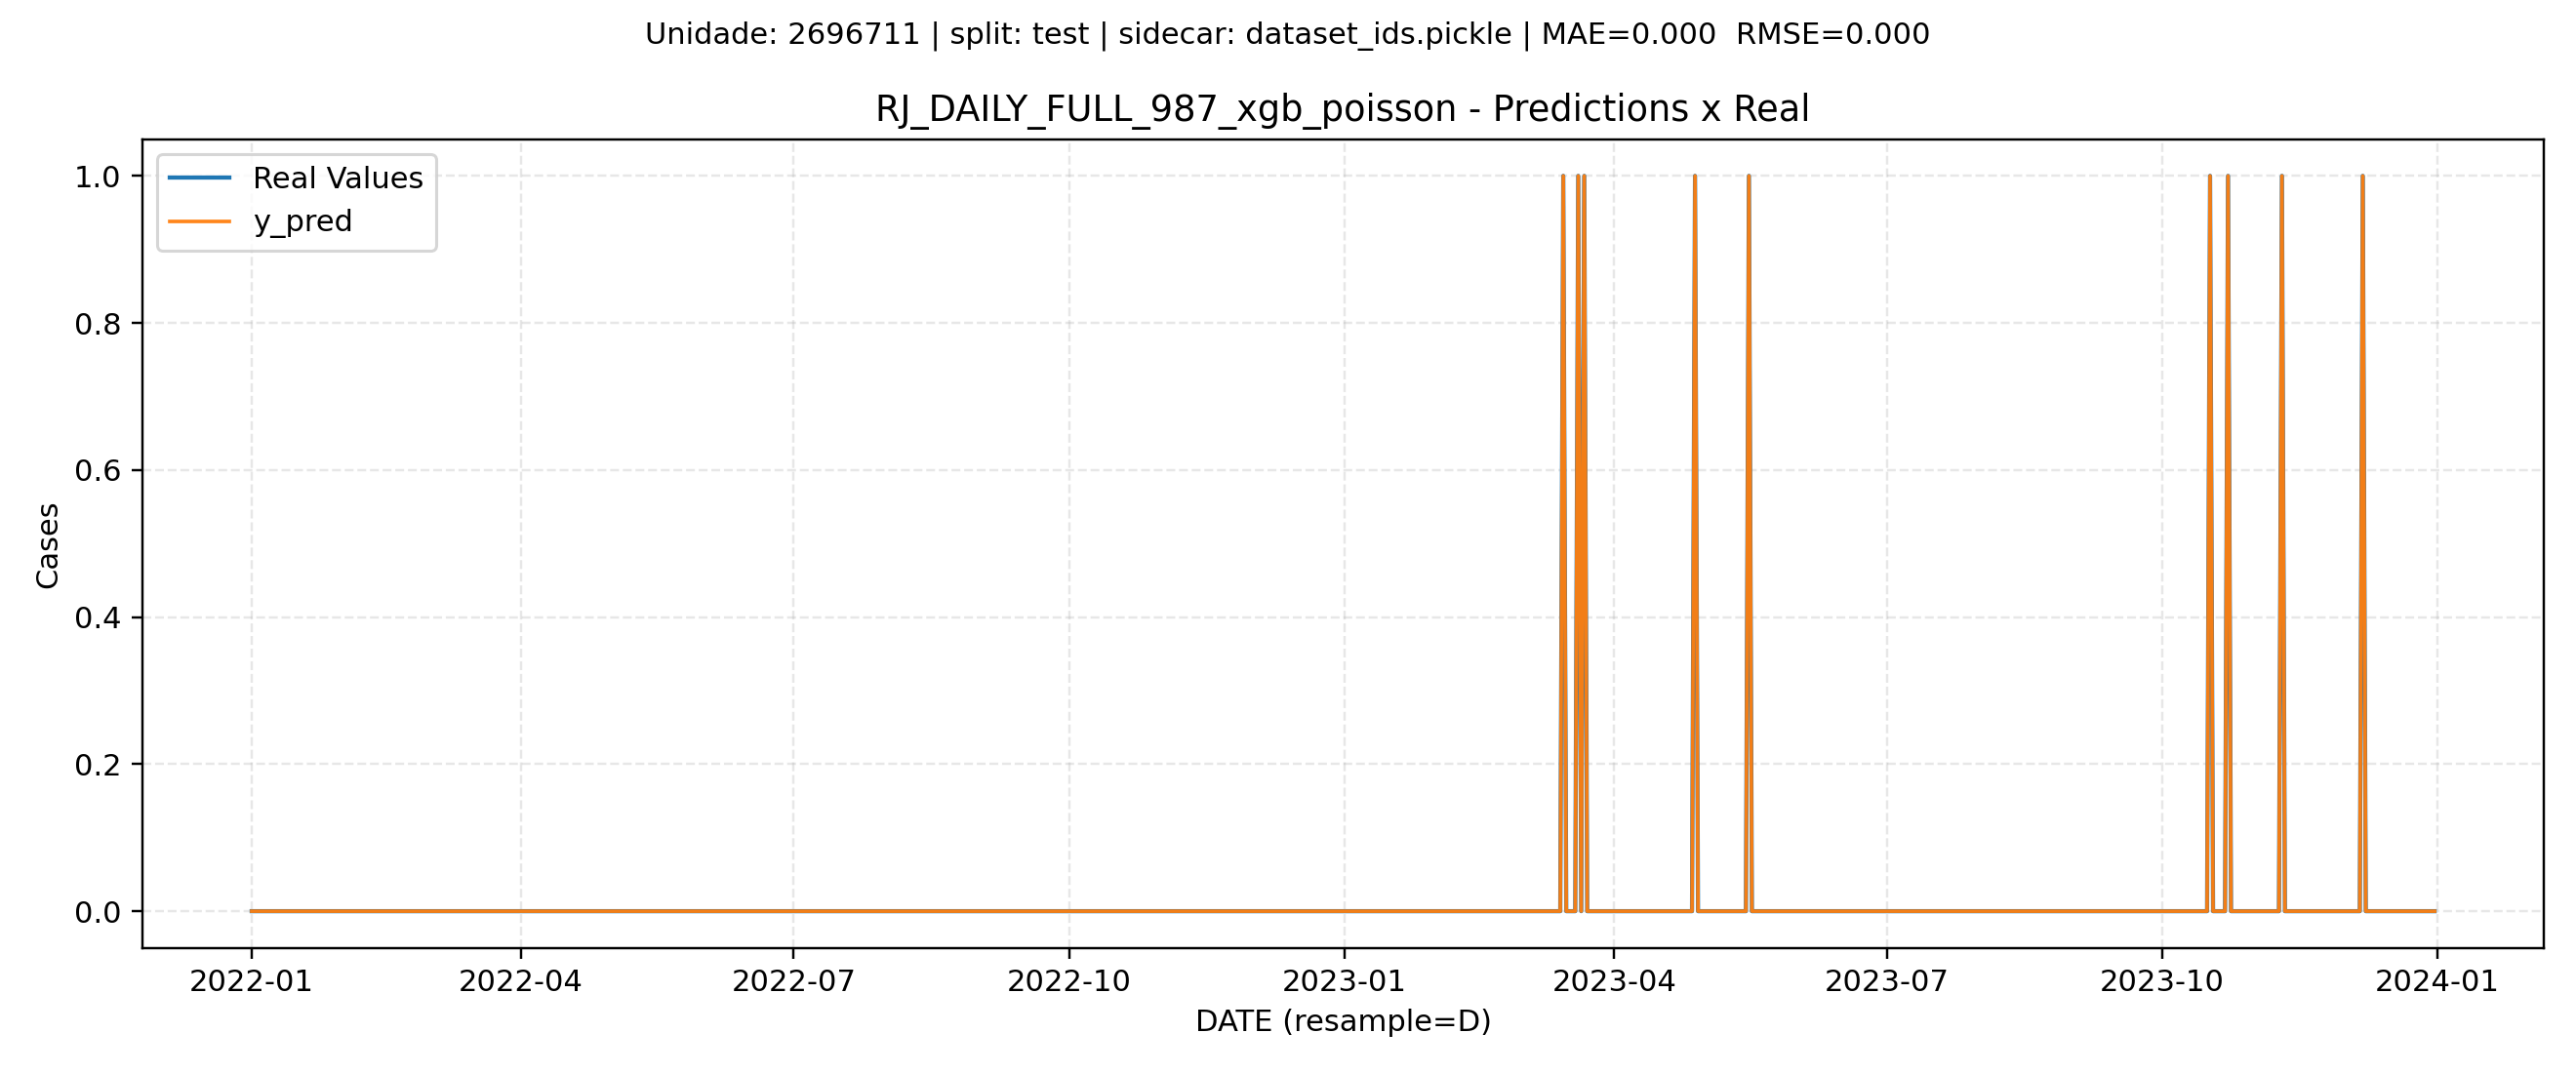 Unidade: 2696711 | split: test | sidecar: dataset_ids.pickle | MAE=0.000  RMSE=0.000
RJ_DAILY_FULL_987_xgb_poisson - Predictions x Real
Real Values
y_pred
1.0
0.8
0.6
0.4
0.2
0.0
Cases
2022-01 2022-04 2022-07 2022-10 2023-01 2023-04 2023-07 2023-10 2024-01
DATE (resample=D)